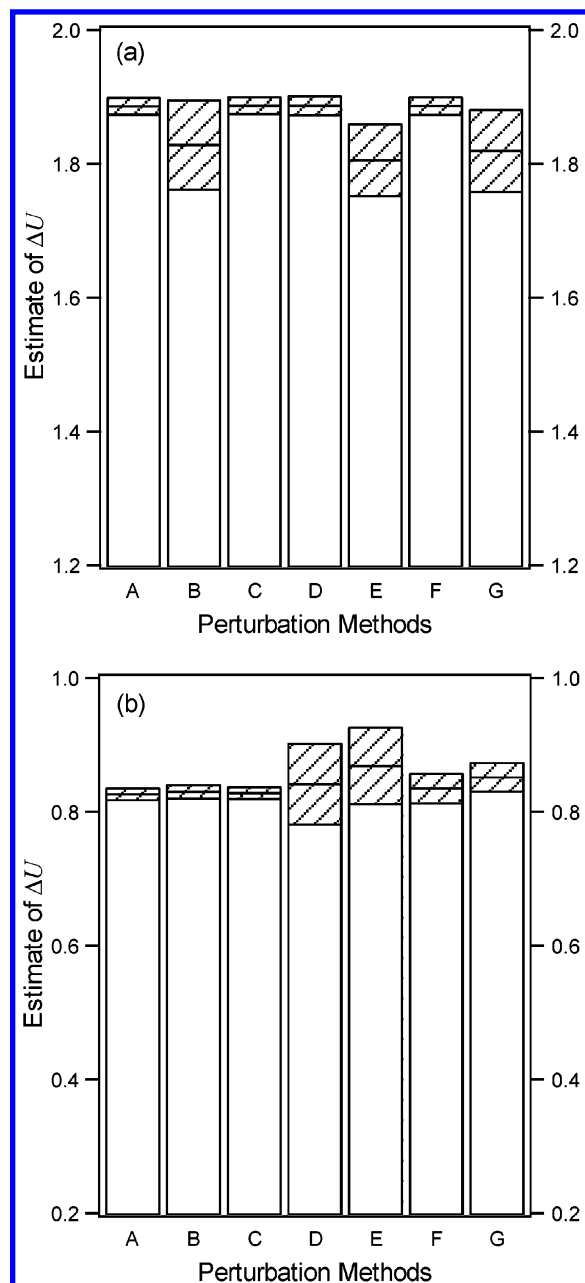 (a)
2.0 2.0
1.8 1.8
1.6 1.6
1.4 1.4
1.2 1.2
Estimate of ΔU
A B C D E F G
Perturbation Methods
(b)
1.0 1.0
0.8 0.8
0.6 0.6
0.4 0.4
0.2 0.2
Estimate of ΔU
A B C D E F G
Perturbation Methods